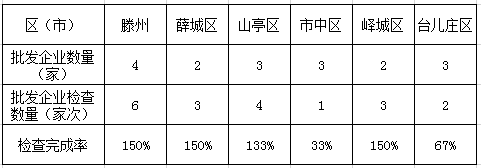 区（市） 滕州 薛城区 山亭区 市中区 峄城区 台儿庄区
批发企业数量
（家） 4 2 3 3 2 3
批发企业检查
数量（家次） 6 3 4 1 3 2
检查完成率 150% 150% 133% 33% 150% 67%